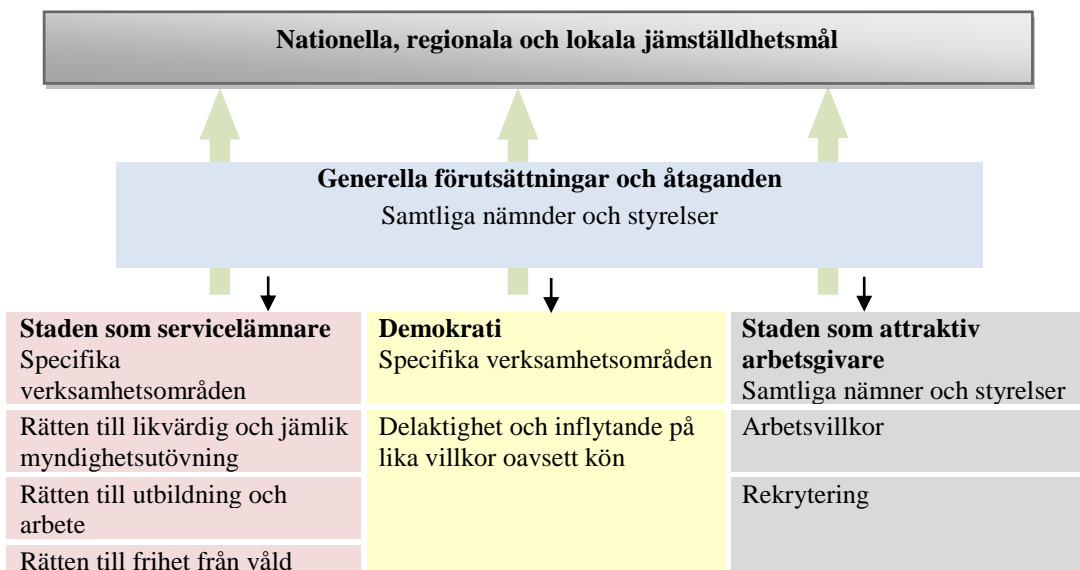 Nationella, regionala och lokala jämställdhetsmål
Generella förutsättningar och åtaganden
Samtliga nämnder och styrelser
Staden som servicelämnare
Specifika
verksamhetsområden
Rätten till likvärdig och jämlik
myndighetsutövning
Rätten till utbildning och
arbete
Rätten till frihet från våld
Demokrati
Specifika verksamhetsområden
Delaktighet och inflytande på
lika villkor oavsett kön
Staden som attraktiv
arbetsgivare
Samtliga nämner och styrelser
Arbetsvillkor
Rekrytering